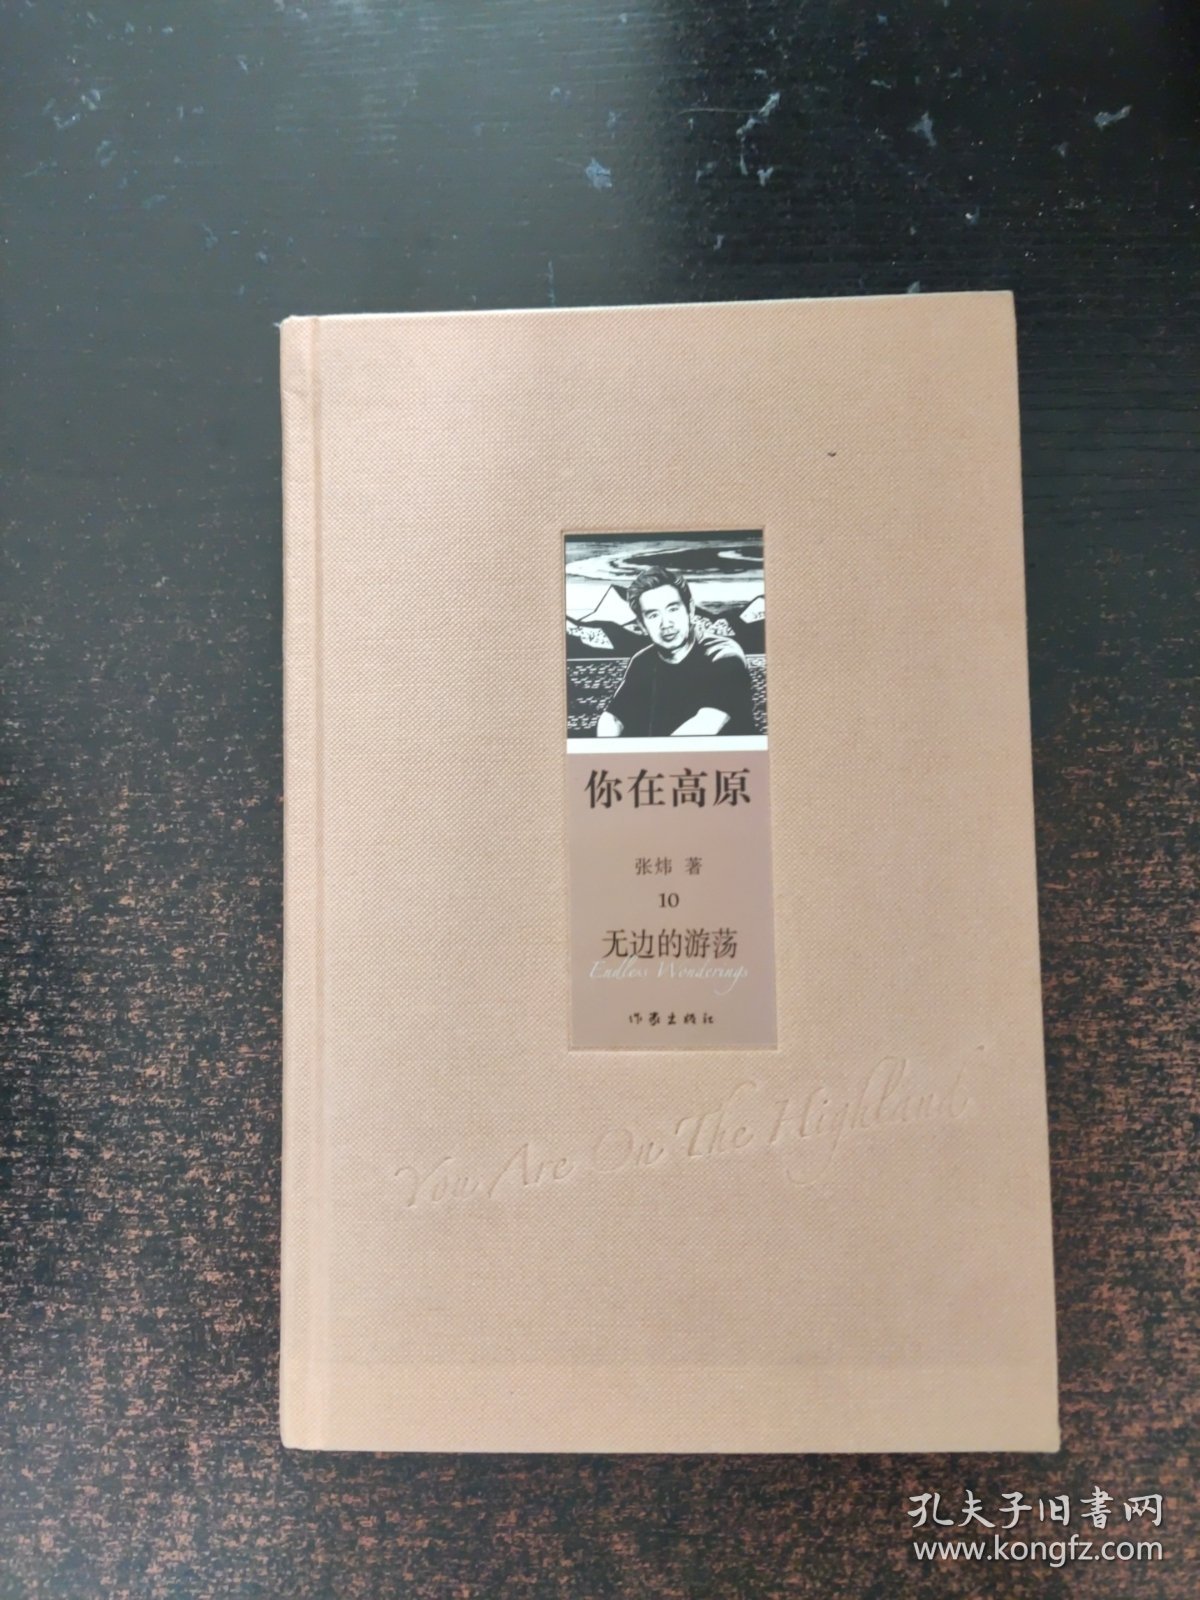 你在高原
张炜 著
10
无边的游荡
Endless Wonderings
作家出版社
You Are On The Highland
孔夫子旧书网
www.kongfz.com